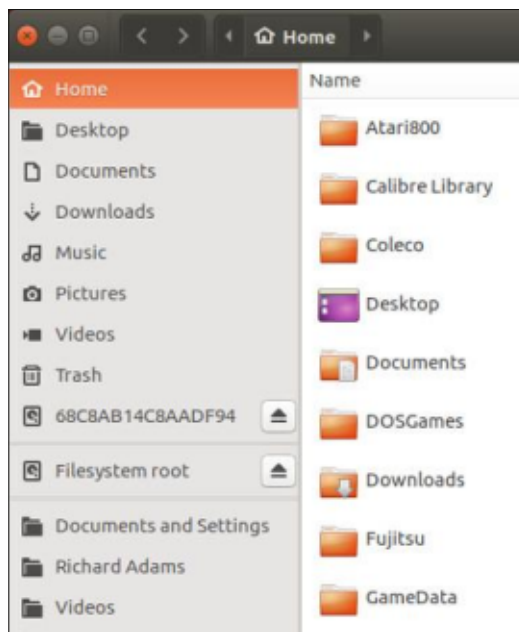 Home
Home
Desktop
Documents
Downloads
Music
Pictures
Videos
Trash
68C8AB14C8AADF94
Filesystem root
Documents and Settings
Richard Adams
Videos
Name
Atari800
Calibre Library
Coleco
Desktop
Documents
DOSGames
Downloads
Fujitsu
GameData